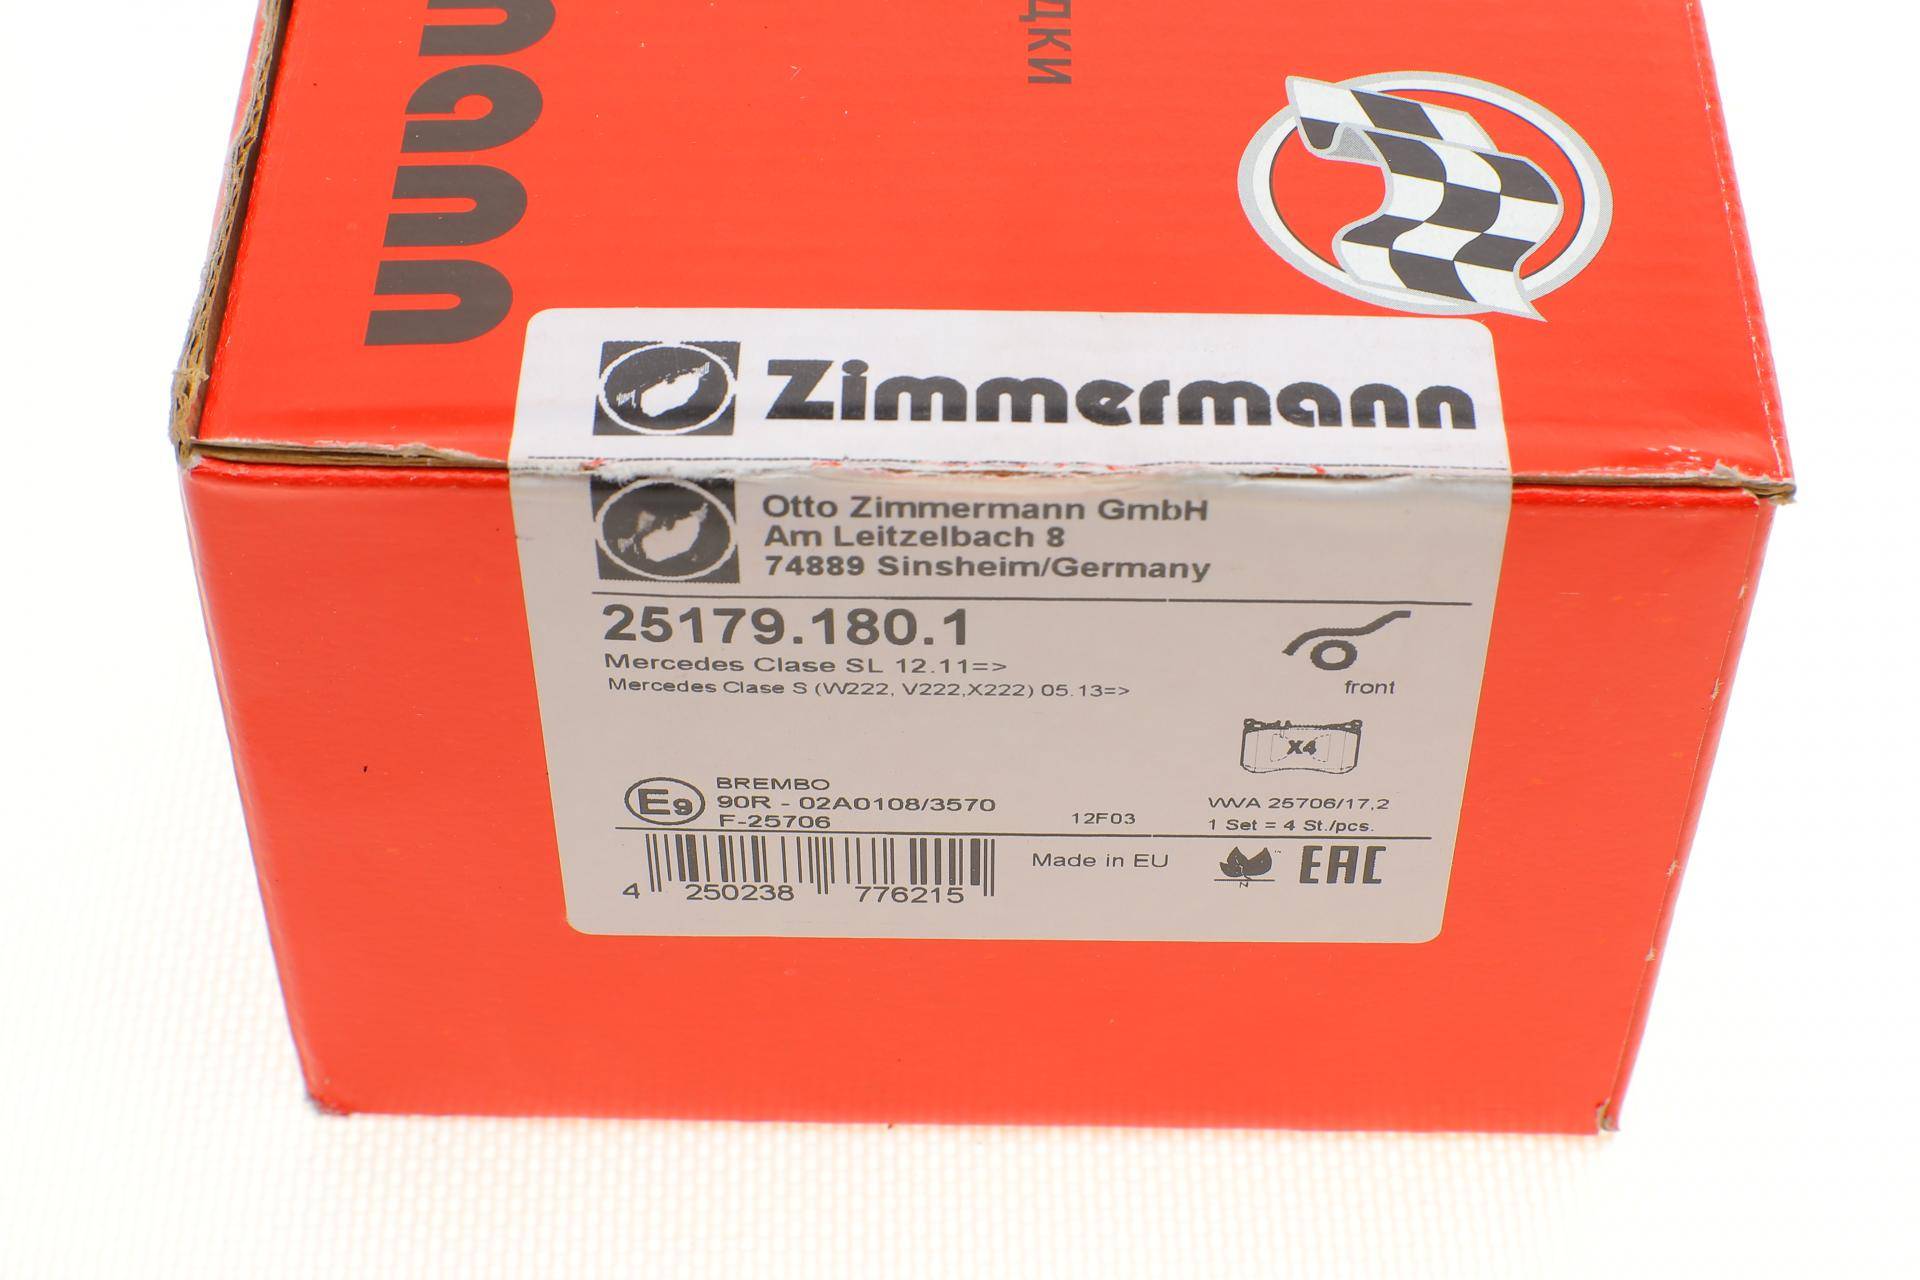 дки
Zimmermann
Otto Zimmermann GmbH
Am Leitzelbach 8
74889 Sinsheim/Germany
25179.180.1
Mercedes Clase SL 12.11=>
Mercedes Clase S (W222, V222,X222) 05.13=>
front
X4
E9
BREMBO
90R - 02A0108/3570
F-25706
12F03
WVA 25706/17,2
1 Set = 4 St./pcs.
Made in EU
EAC
4 250238 776215